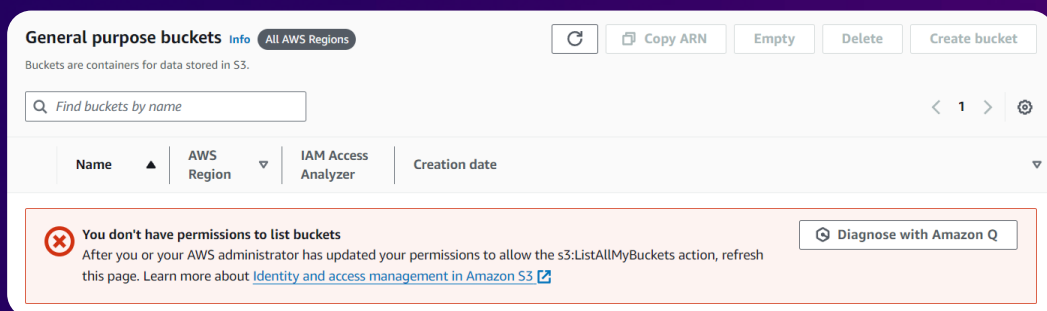 General purpose buckets Info All AWS Regions
Copy ARN
Empty
Delete
Create bucket
Buckets are containers for data stored in S3.
Find buckets by name
1
Name
AWS Region
IAM Access Analyzer
Creation date
You don't have permissions to list buckets
After you or your AWS administrator has updated your permissions to allow the s3:ListAllMyBuckets action, refresh
this page. Learn more about Identity and access management in Amazon S3
Diagnose with Amazon Q